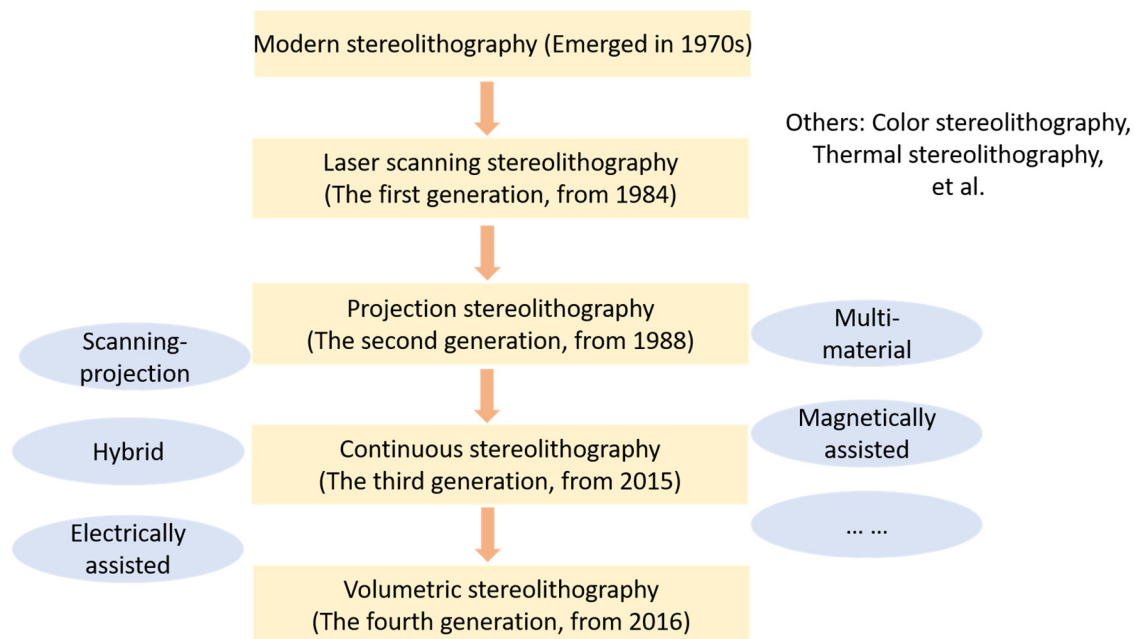 Modern stereolithography (Emerged in 1970s)
Laser scanning stereolithography
(The first generation, from 1984)
Others: Color stereolithography,
Thermal stereolithography,
et al.
Projection stereolithography
(The second generation, from 1988)
Scanning-
projection
Multi-
material
Hybrid
Continuous stereolithography
(The third generation, from 2015)
Magnetically
assisted
Electrically
assisted
... ...
Volumetric stereolithography
(The fourth generation, from 2016)